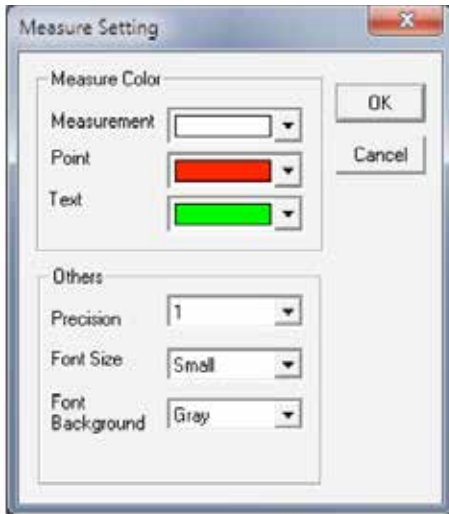 Measure Setting
Measure Color
Measurement
Point
Text
OK
Cancel
Others
Precision 1
Font Size Small
Font
Background Gray